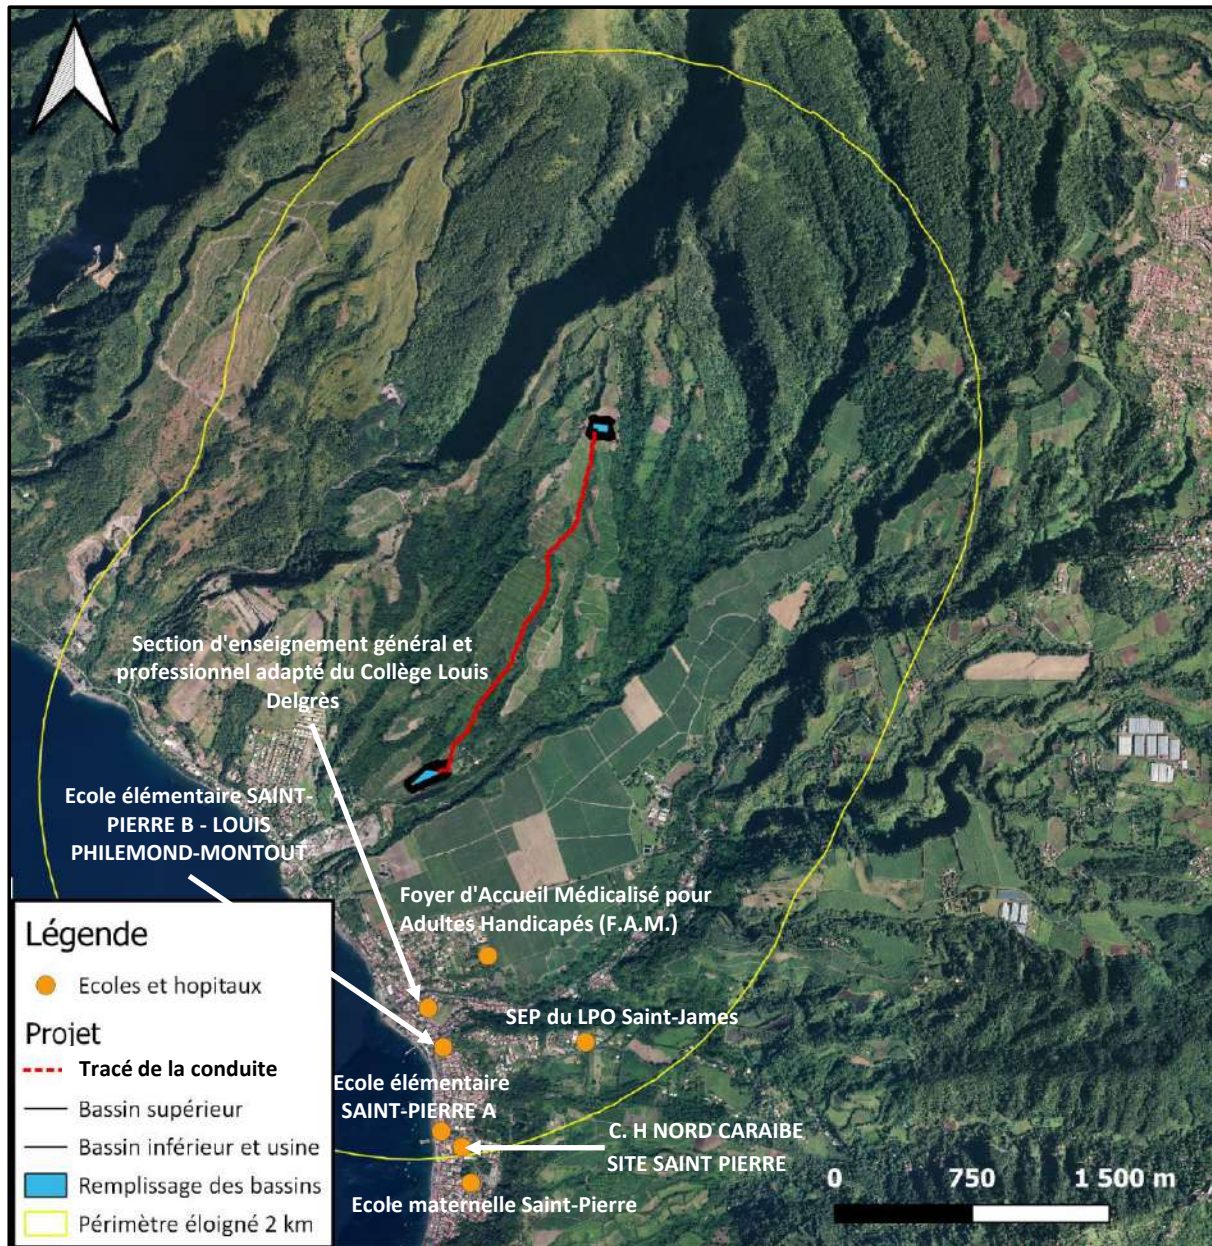 Section d'enseignement général et
professionnel adapté du Collège Louis
Delgrès
Ecole élémentaire SAINT-
PIERRE B - LOUIS
PHILEMOND-MONTOUT
Foyer d'Accueil Médicalisé pour
Adultes Handicapés (F.A.M.)
SEP du LPO Saint-James
Ecole élémentaire
SAINT-PIERRE A
C. H NORD CARAIBE
SITE SAINT PIERRE
Ecole maternelle Saint-Pierre
0 750 1 500 m
Légende
Ecoles et hopitaux
Projet
Tracé de la conduite
Bassin supérieur
Bassin inférieur et usine
Remplissage des bassins
Périmètre éloigné 2 km